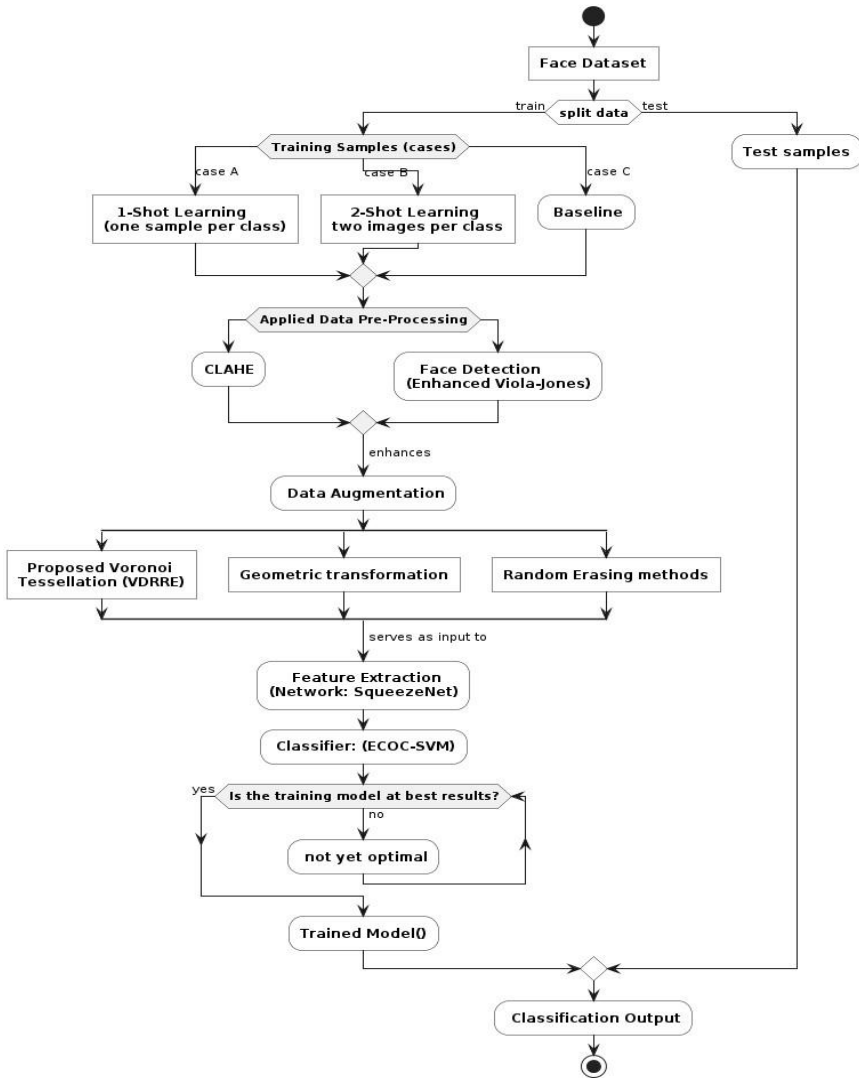 Face Dataset
train
split data
test
Training Samples (cases)
Test samples
case A
case B
case C
1-Shot Learning
(one sample per class)
2-Shot Learning
two images per class
Baseline
Applied Data Pre-Processing
CLAHE
Face Detection
(Enhanced Viola-Jones)
enhances
Data Augmentation
Proposed Voronoi
Tessellation (VDRRE)
Geometric transformation
Random Erasing methods
serves as input to
Feature Extraction
(Network: SqueezeNet)
Classifier: (ECOC-SVM)
yes
Is the training model at best results?
no
not yet optimal
Trained Model()
Classification Output